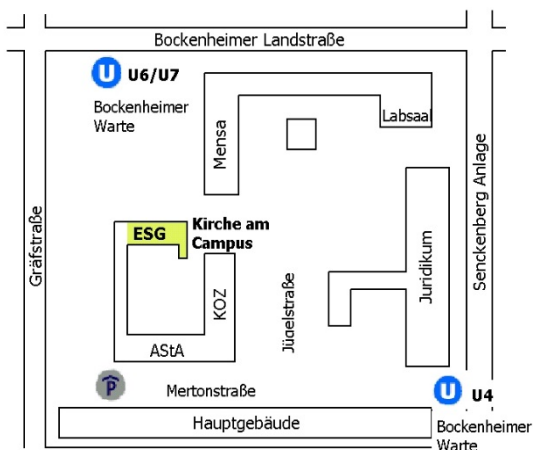 Bockenheimer Landstraße
U U6/U7
Bockenheimer
Warte
Mensa
Labsaal
Gräfstraße
ESG
Kirche am
Campus
KOZ
AStA
Jügelstraße
Juridikum
Senckenberg Anlage
P
Mertonstraße
Hauptgebäude
U U4
Bockenheimer
Warte